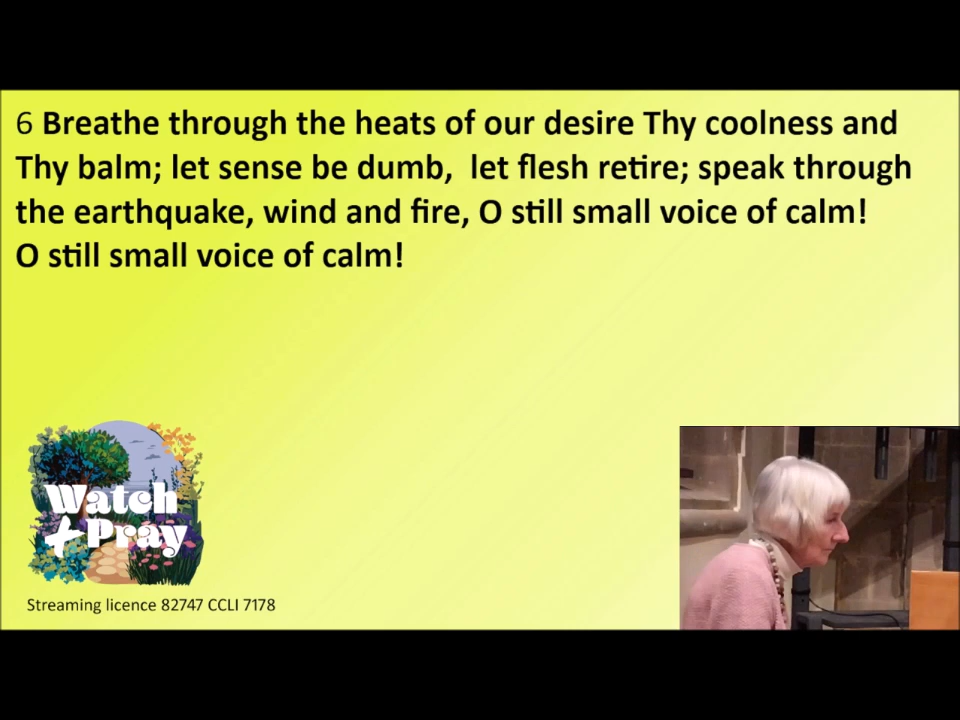 6 Breathe through the heats of our desire Thy coolness and
Thy balm; let sense be dumb,  let flesh retire; speak through
the earthquake, wind and fire, O still small voice of calm!
O still small voice of calm!
Watch
+Pray
Streaming licence 82747 CCLI 7178